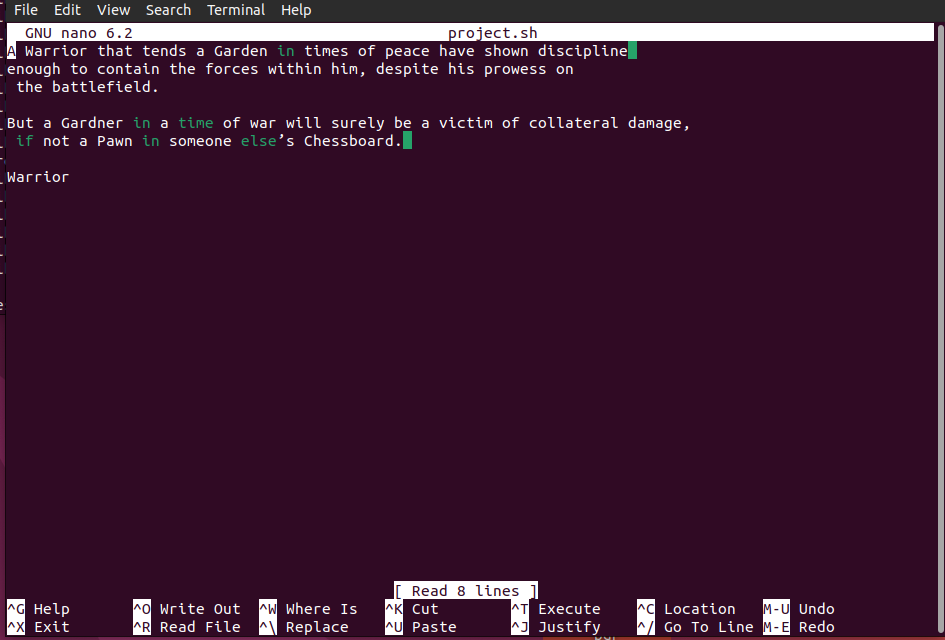 File Edit View Search Terminal Help
GNU nano 6.2 project.sh
A Warrior that tends a Garden in times of peace have shown discipline
enough to contain the forces within him, despite his prowess on
the battlefield.
But a Gardner in a time of war will surely be a victim of collateral damage,
if not a Pawn in someone else’s Chessboard.
Warrior
[ Read 8 lines ]
^G Help ^O Write Out ^W Where Is ^K Cut ^T Execute ^C Location M-U Undo
^X Exit ^R Read File ^\ Replace ^U Paste ^J Justify ^/ Go To Line M-E Redo